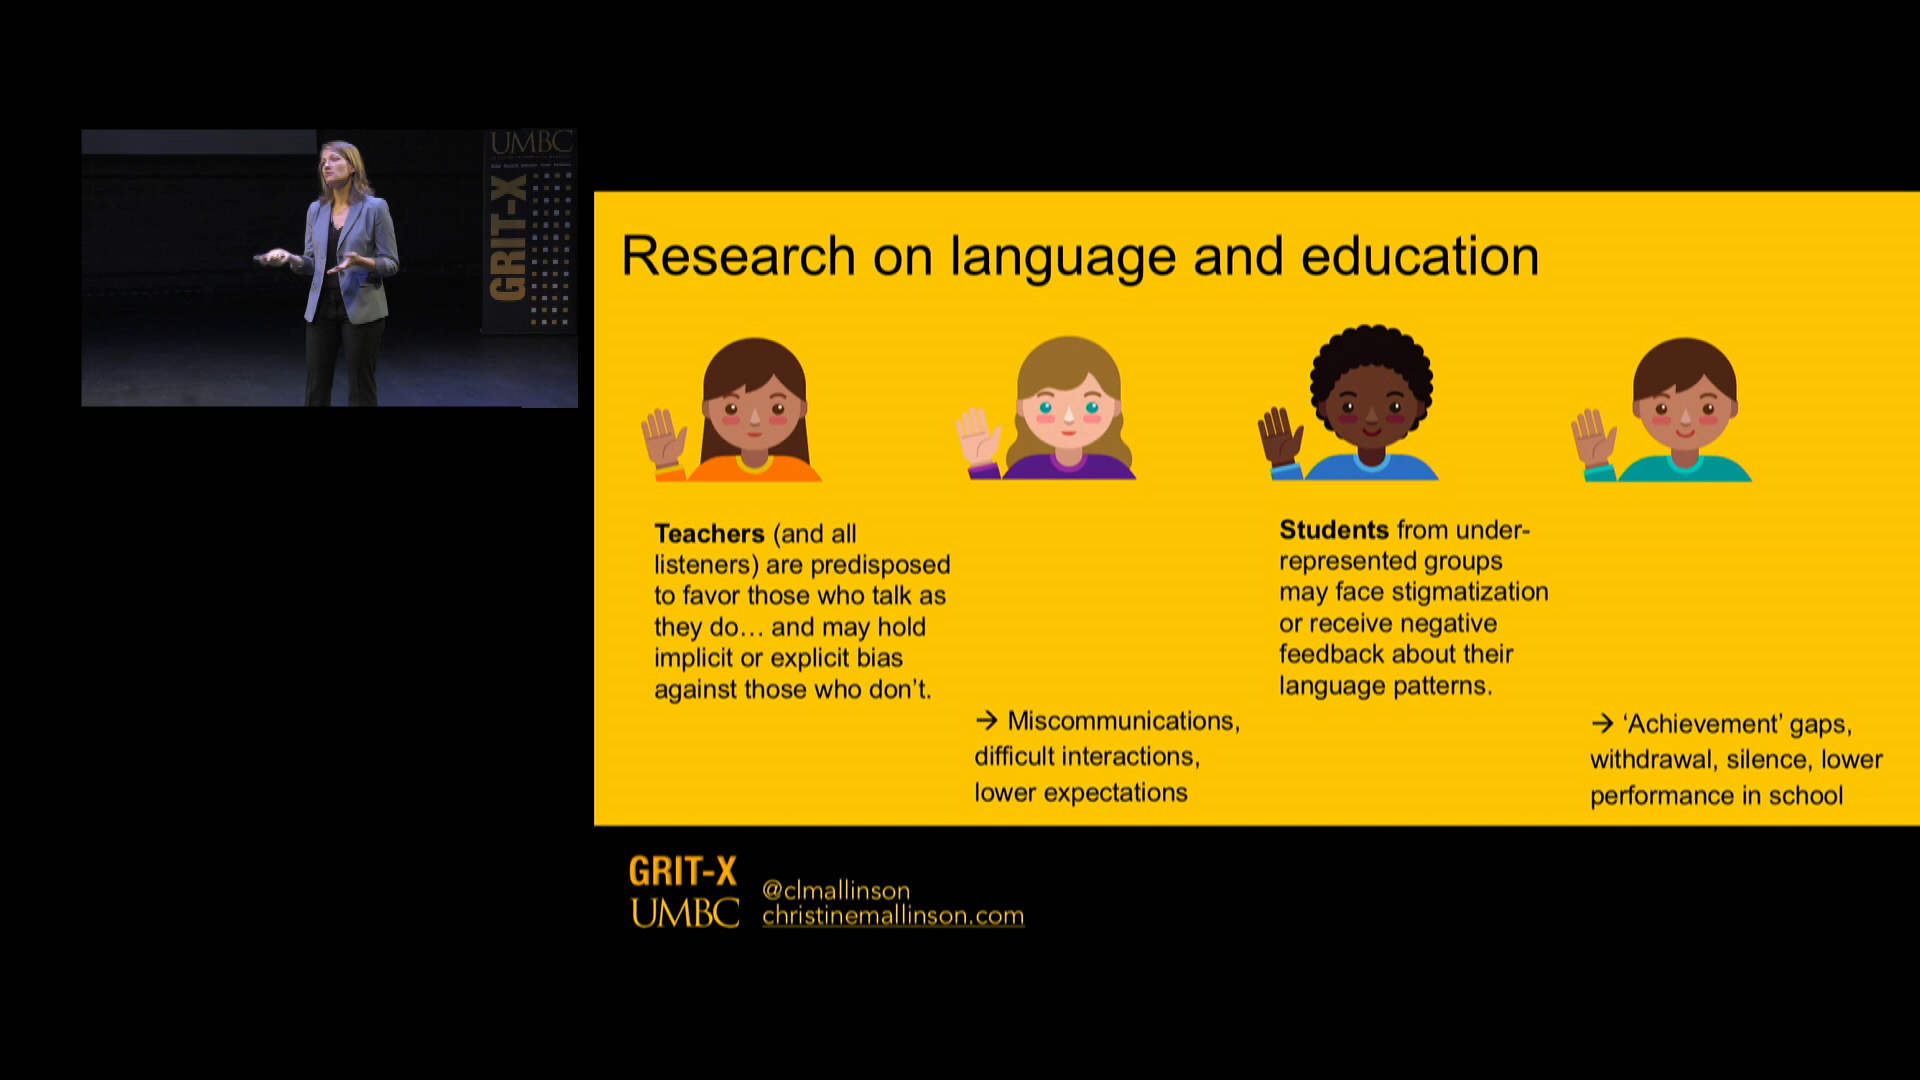 UMBC
GRIT-X
Research on language and education
Teachers (and all
listeners) are predisposed
to favor those who talk as
they do… and may hold
implicit or explicit bias
against those who don’t.
→ Miscommunications,
difficult interactions,
lower expectations
Students from under-
represented groups
may face stigmatization
or receive negative
feedback about their
language patterns.
→ ‘Achievement’ gaps,
withdrawal, silence, lower
performance in school
GRIT-X
UMBC
@clmallinson
christinemallinson.com